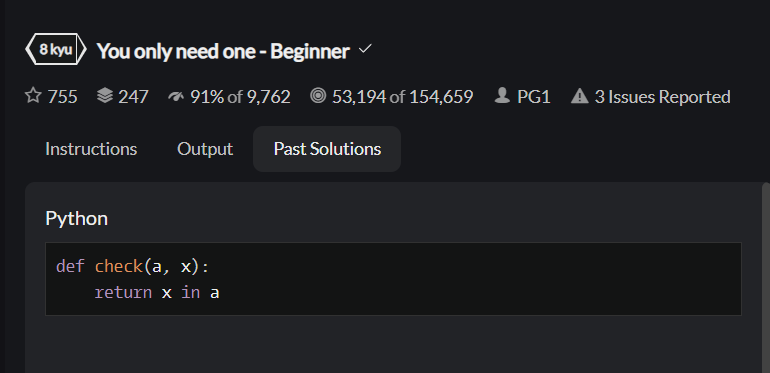 8 kyu You only need one - Beginner
755 247 91% of 9,762 53,194 of 154,659 PG1 3 Issues Reported
Instructions Output Past Solutions
Python
def check(a, x):
    return x in a